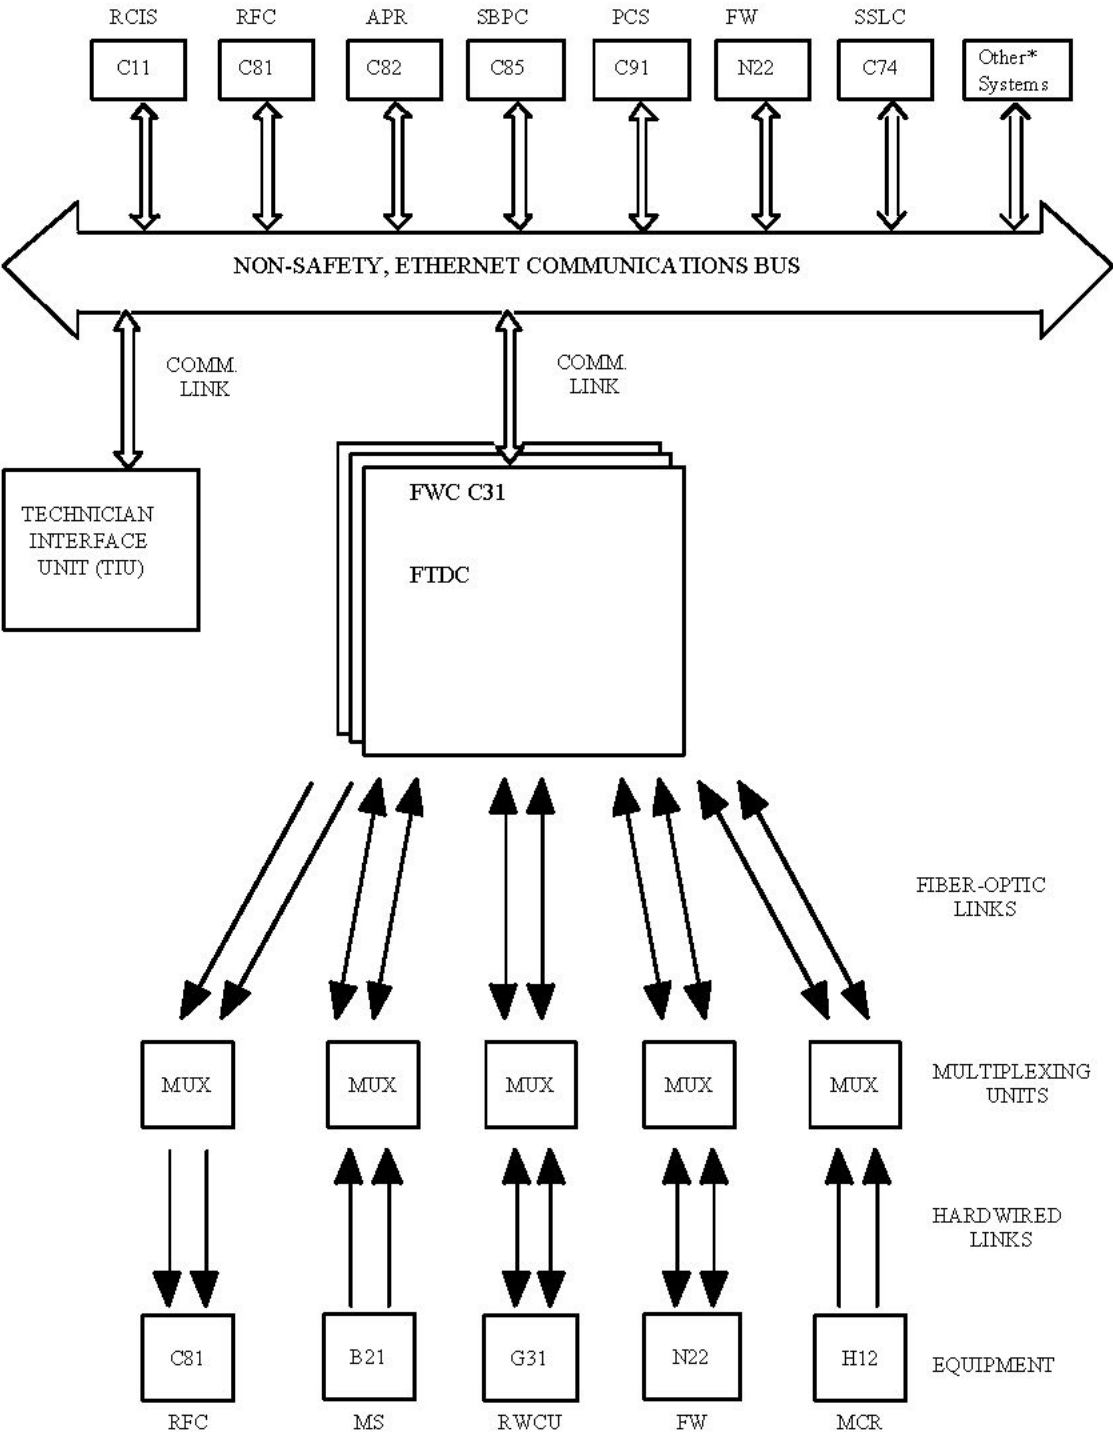 RCIS RFC APR SBPC PCS FW SSLC
C11 C81 C82 C85 C91 N22 C74 Other*
Systems
NON-SAFETY, ETHERNET COMMUNICATIONS BUS
COMM.
LINK
COMM.
LINK
TECHNICIAN
INTERFACE
UNIT (TIU)
FWC C31
FTDC
FIBER-OPTIC
LINKS
MUX MUX MUX MUX MUX
MULTIPLEXING
UNITS
HARDWIRED
LINKS
C81 B21 G31 N22 H12
EQUIPMENT
RFC MS RWCU FW MCR